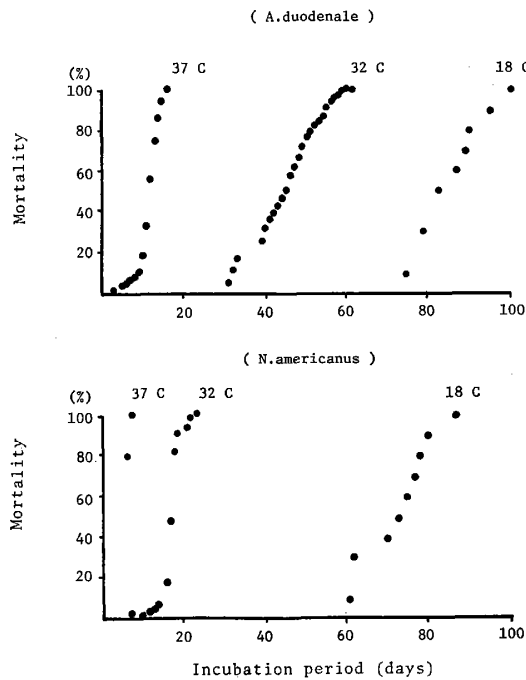 ( A.duodenale )
37 C 32 C 18 C
(%)
100
80
60
40
20
Mortality
20 40 60 80 100
( N.americanus )
37 C 32 C 18 C
(%)
100
80
60
40
20
Mortality
20 40 60 80 100
Incubation period (days)